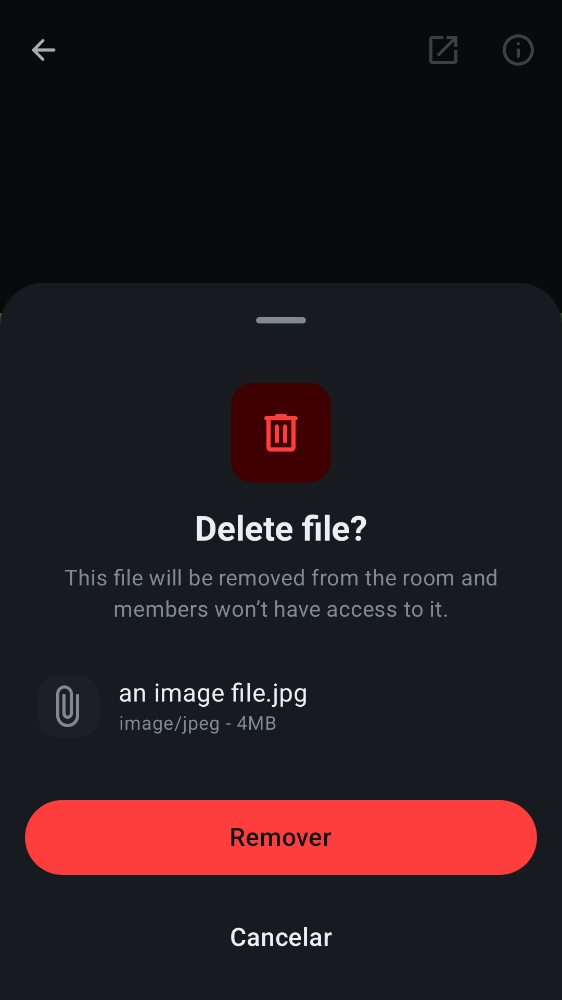 Delete file?
This file will be removed from the room and
members won’t have access to it.
an image file.jpg
image/jpeg - 4MB
Remover
Cancelar